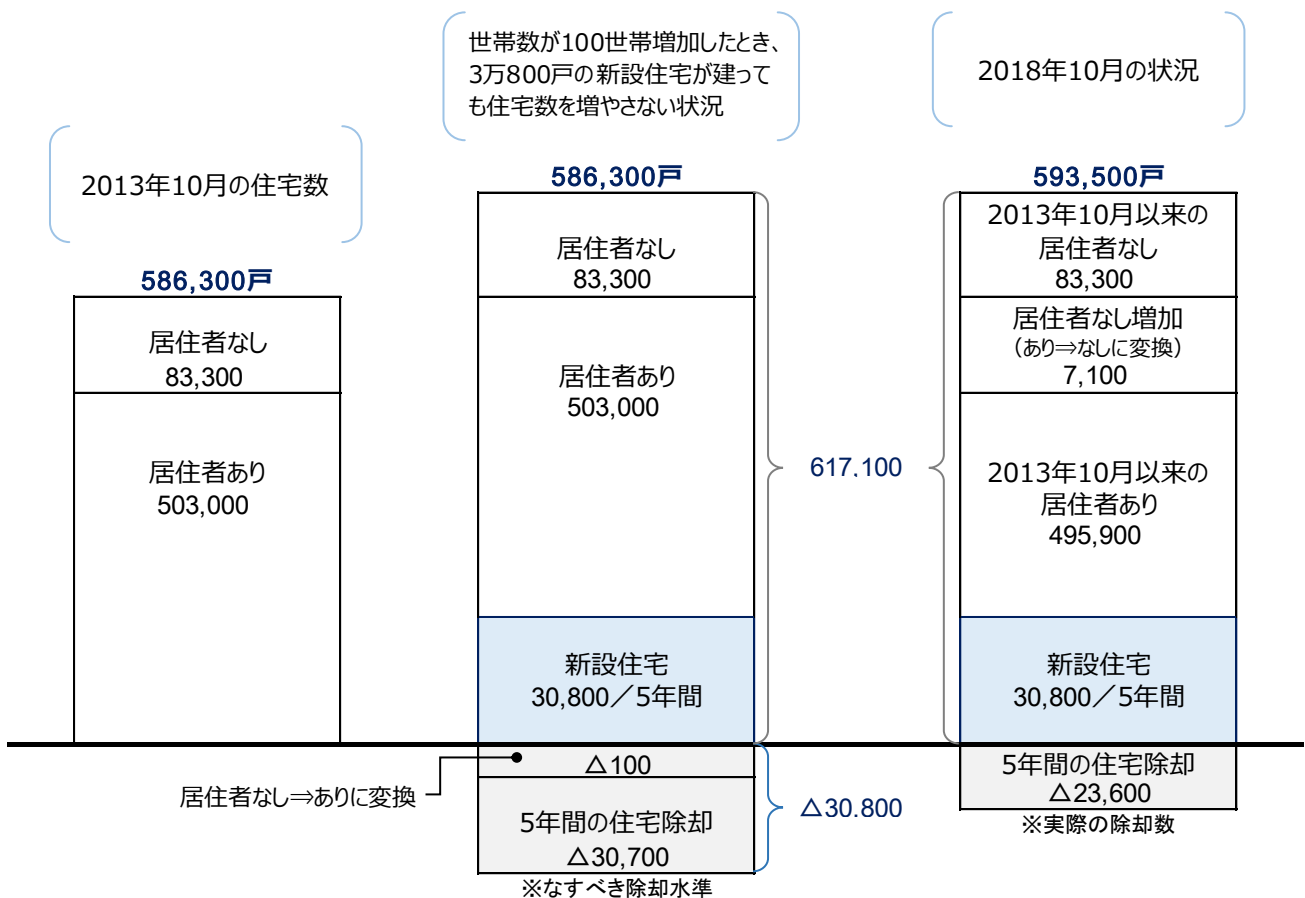 2013年10月の住宅数
586,300戸
居住者なし
83,300
居住者あり
503,000
世帯数が100世帯増加したとき、
3万800戸の新設住宅が建って
も住宅数を増やさない状況
586,300戸
居住者なし
83,300
居住者あり
503,000
新設住宅
30,800／5年間
△100
居住者なし⇒ありに変換
5年間の住宅除却
△30,700
※なすべき除却水準
617.100
△30.800
2018年10月の状況
593,500戸
2013年10月以来の
居住者なし
83,300
居住者なし増加
（あり⇒なしに変換）
7,100
2013年10月以来の
居住者あり
495,900
新設住宅
30,800／5年間
5年間の住宅除却
△23,600
※実際の除却数